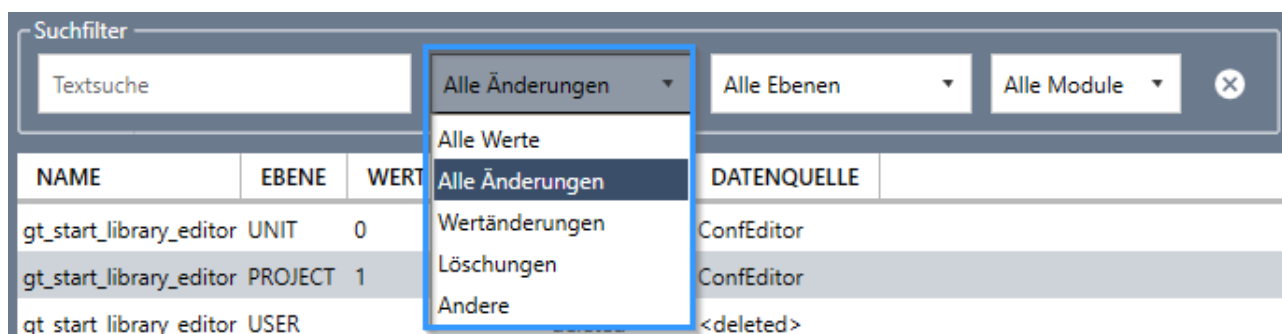 Suchfilter
Textsuche Alle Änderungen Alle Ebenen Alle Module
Alle Werte
Alle Änderungen
Wertänderungen
Löschungen
Andere
NAME EBENE WERT DATENQUELLE
gt_start_library_editor UNIT 0 ConfEditor
gt_start_library_editor PROJECT 1 ConfEditor
gt_start_library_editor USER <deleted>